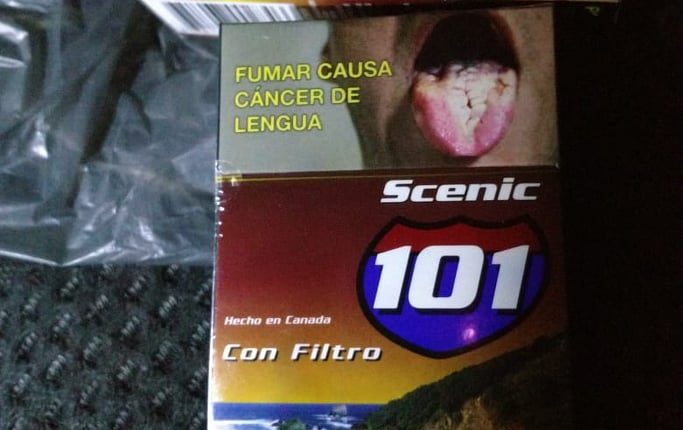 FUMAR CAUSA
CÁNCER DE
LENGUA
Scenic
101
Hecho en Canada
Con Filtro